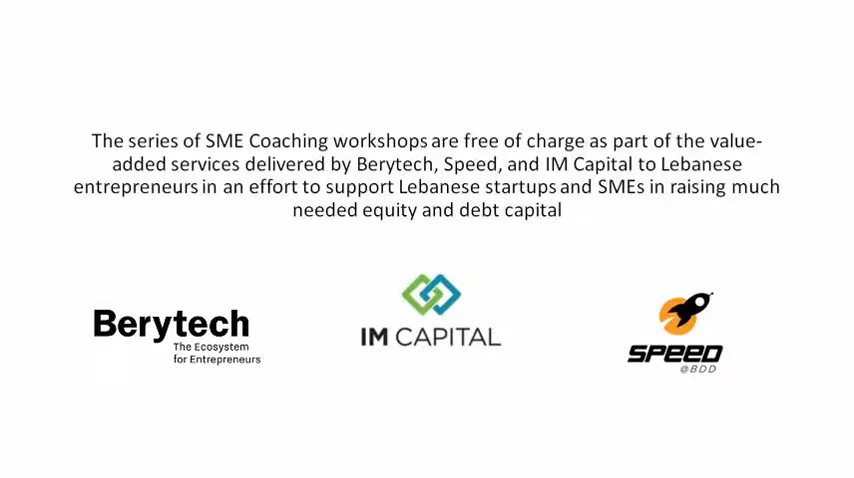 The series of SME Coaching workshops are free of charge as part of the value-
added services delivered by Berytech, Speed, and IM Capital to Lebanese
entrepreneurs in an effort to support Lebanese startups and SMEs in raising much
needed equity and debt capital
Berytech
The Ecosystem
for Entrepreneurs
IM CAPITAL
SPEED
@BDD